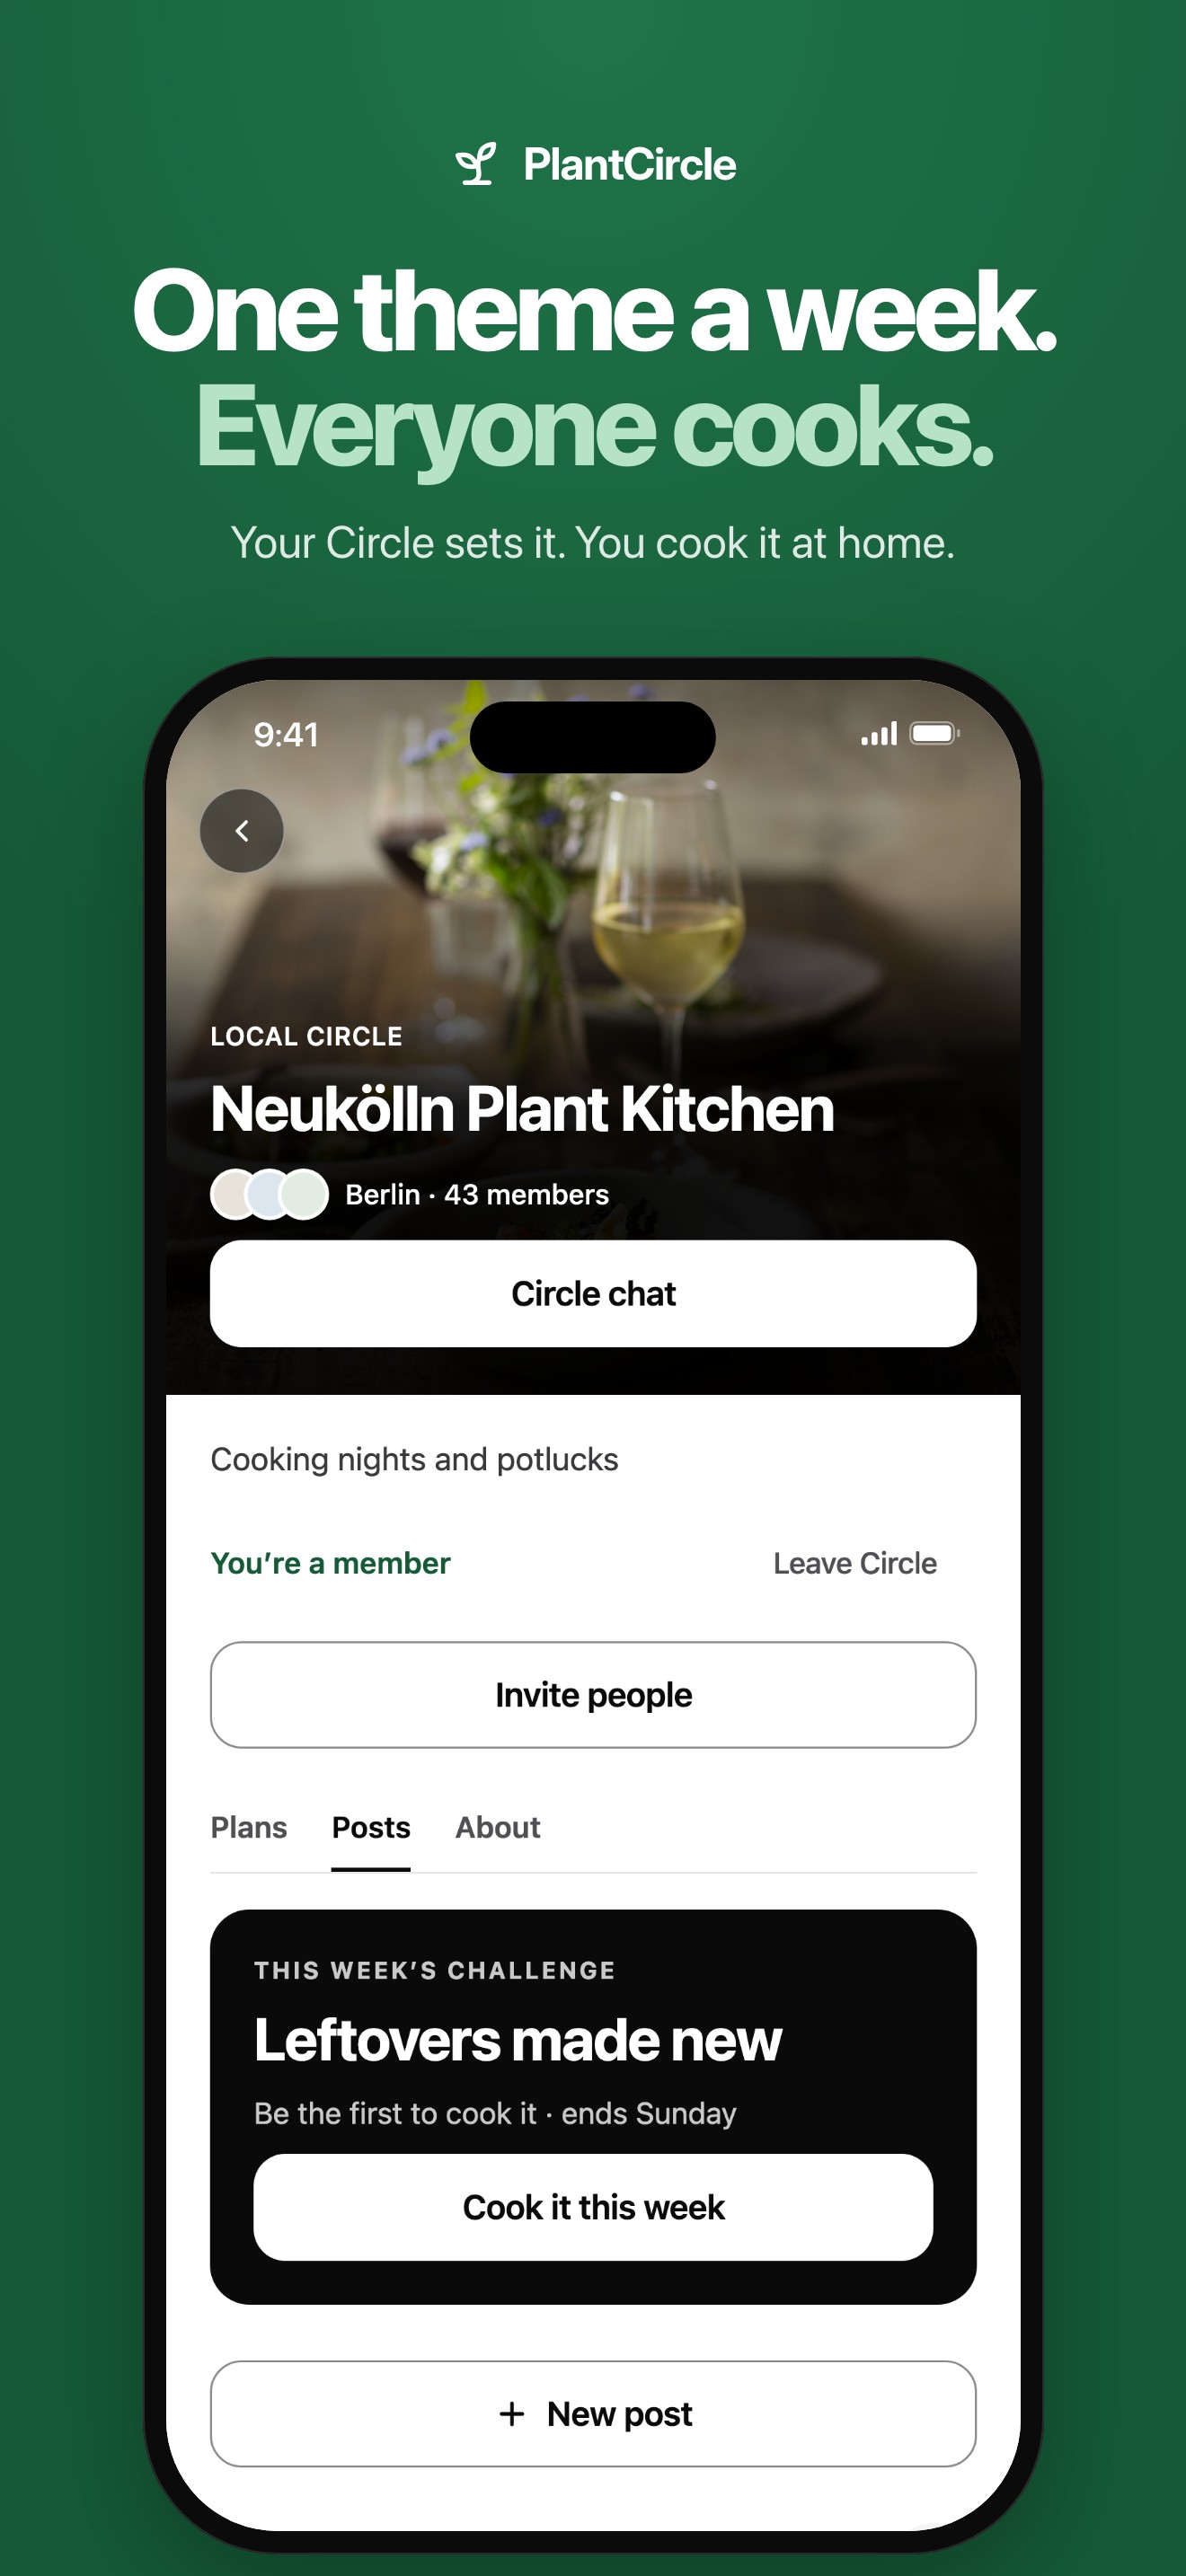 PlantCircle
One theme a week.
Everyone cooks.
Your Circle sets it. You cook it at home.
9:41
LOCAL CIRCLE
Neukölln Plant Kitchen
Berlin · 43 members
Circle chat
Cooking nights and potlucks
You’re a member
Leave Circle
Invite people
Plans Posts About
THIS WEEK’S CHALLENGE
Leftovers made new
Be the first to cook it · ends Sunday
Cook it this week
+ New post